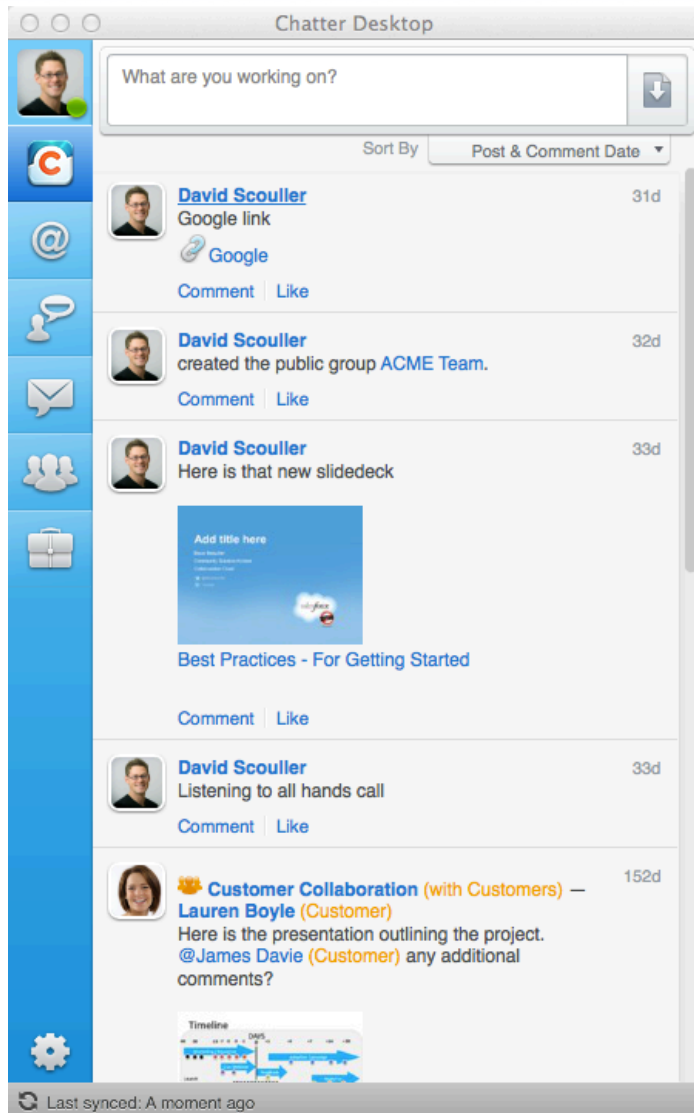 Chatter Desktop
What are you working on?
Sort By Post & Comment Date
David Scouller 31d
Google link
Google
Comment Like
David Scouller 32d
created the public group ACME Team.
Comment Like
David Scouller 33d
Here is that new slidedeck
Add title here
Best Practices - For Getting Started
Comment Like
David Scouller 33d
Listening to all hands call
Comment Like
Customer Collaboration (with Customers) — 152d
Lauren Boyle (Customer)
Here is the presentation outlining the project.
@James Davie (Customer) any additional
comments?
Timeline
DAYS
Last synced: A moment ago